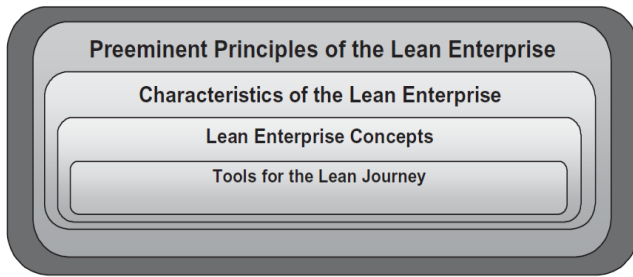 Preeminent Principles of the Lean Enterprise
Characteristics of the Lean Enterprise
Lean Enterprise Concepts
Tools for the Lean Journey